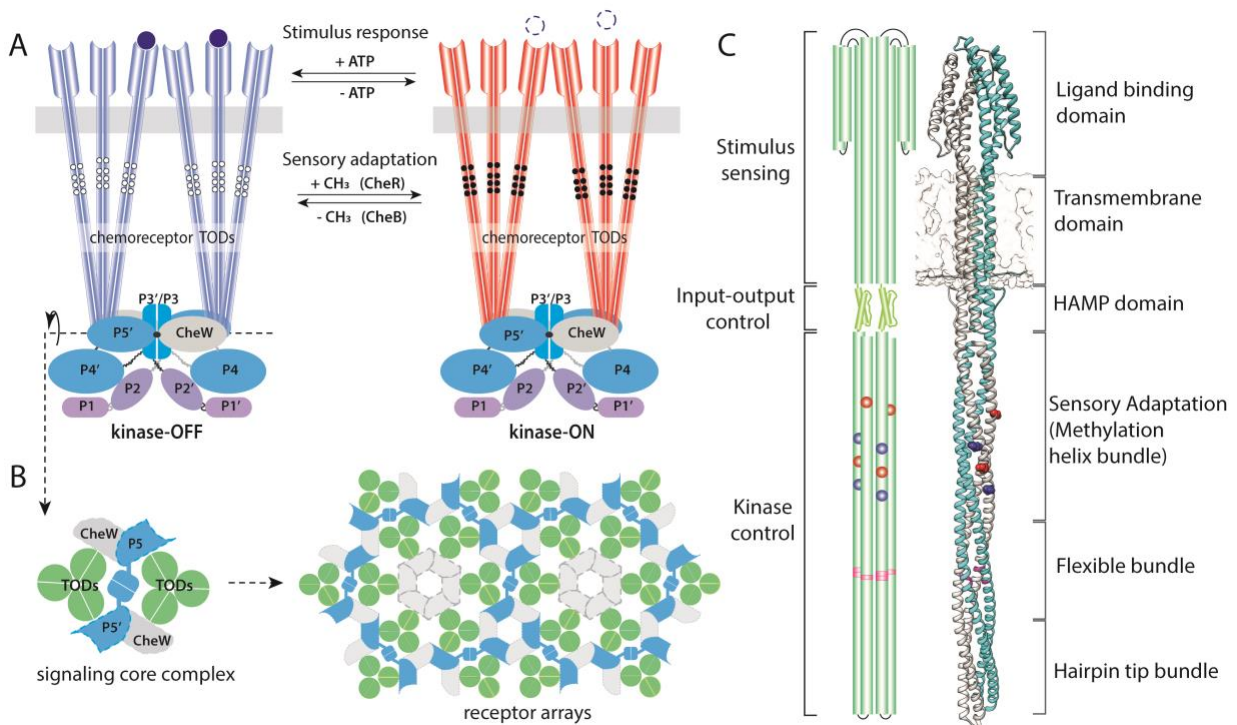 A
Stimulus response
+ ATP
- ATP
Sensory adaptation
+ CH₃ (CheR)
- CH₃ (CheB)
chemoreceptor TODs
chemoreceptor TODs
P3'/P3
P5'
CheW
P4'
P4
P2
P2'
P1
P1'
kinase-OFF
P3'/P3
P5'
CheW
P4'
P4
P2
P2'
P1
P1'
kinase-ON
B
CheW
P5
TODs
TODs
P5'
CheW
signaling core complex
receptor arrays
C
Stimulus
sensing
Input-output
control
Kinase
control
Ligand binding
domain
Transmembrane
domain
HAMP domain
Sensory Adaptation
(Methylation
helix bundle)
Flexible bundle
Hairpin tip bundle